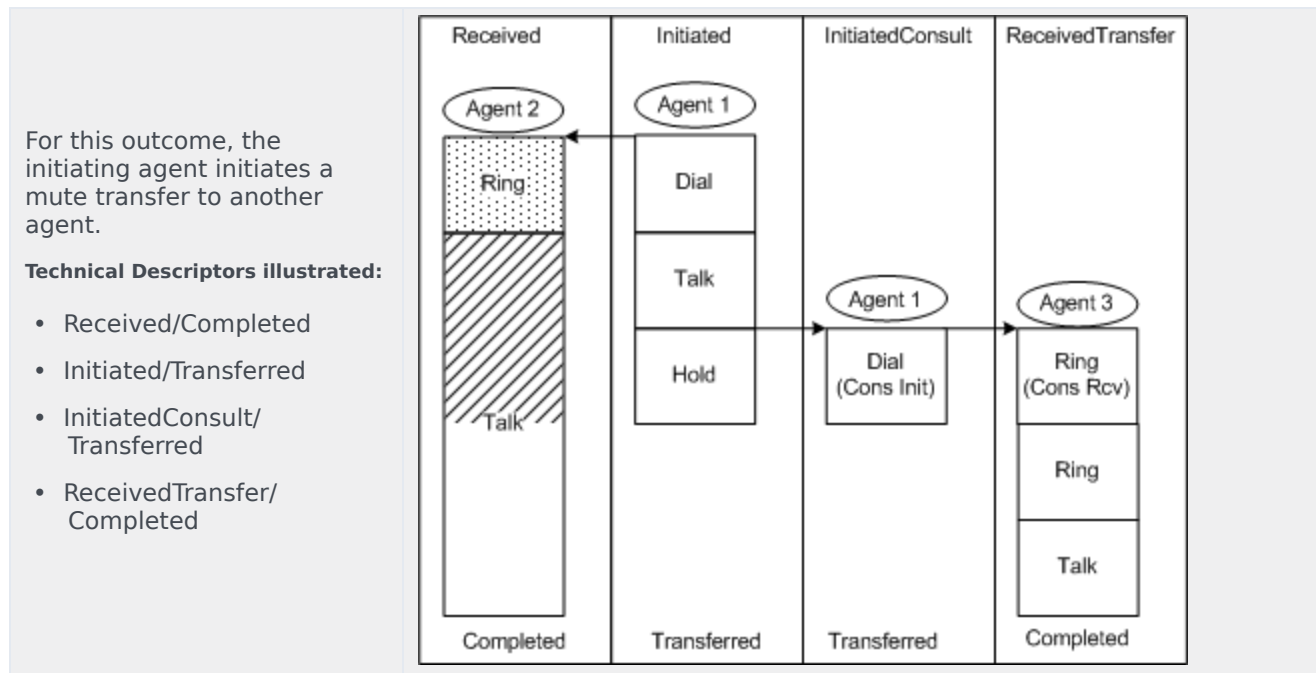 For this outcome, the
initiating agent initiates a
mute transfer to another
agent.
Technical Descriptors illustrated:
• Received/Completed
• Initiated/Transferred
• InitiatedConsult/
Transferred
• ReceivedTransfer/
Completed
Received
Agent 2
Ring
Talk
Completed
Initiated
Agent 1
Dial
Talk
Hold
Transferred
InitiatedConsult
Agent 1
Dial
(Cons Init)
Transferred
ReceivedTransfer
Agent 3
Ring
(Cons Rcv)
Ring
Talk
Completed